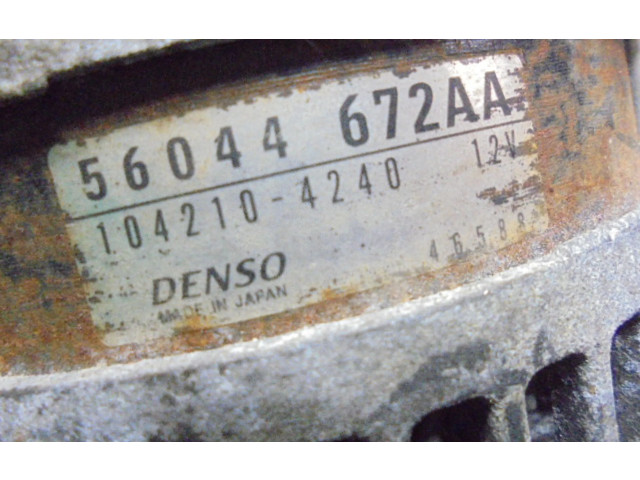 56044 672AA
104210-4240 12V
DENSO 46588
MADE IN JAPAN